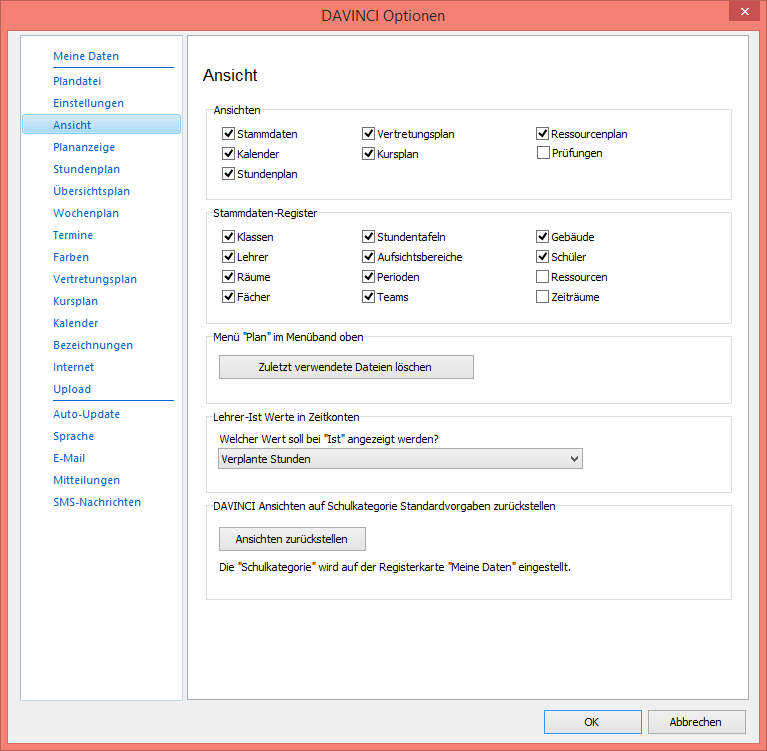 DAVINCI Optionen
Meine Daten
Plandatei
Einstellungen
Ansicht
Plananzeige
Stundenplan
Übersichtsplan
Wochenplan
Termine
Farben
Vertretungsplan
Kursplan
Kalender
Bezeichnungen
Internet
Upload
Auto-Update
Sprache
E-Mail
Mitteilungen
SMS-Nachrichten
Ansicht
Ansichten
Stammdaten Vertretungsplan Ressourcenplan
Kalender Kursplan Prüfungen
Stundenplan
Stammdaten-Register
Klassen Stundentafeln Gebäude
Lehrer Aufsichtsbereiche Schüler
Räume Perioden Ressourcen
Fächer Teams Zeiträume
Menü "Plan" im Menüband oben
Zuletzt verwendete Dateien löschen
Lehrer-Ist Werte in Zeitkonten
Welcher Wert soll bei "Ist" angezeigt werden?
Verplante Stunden
DAVINCI Ansichten auf Schulkategorie Standardvorgaben zurückstellen
Ansichten zurückstellen
Die "Schulkategorie" wird auf der Registerkarte "Meine Daten" eingestellt.
OK Abbrechen